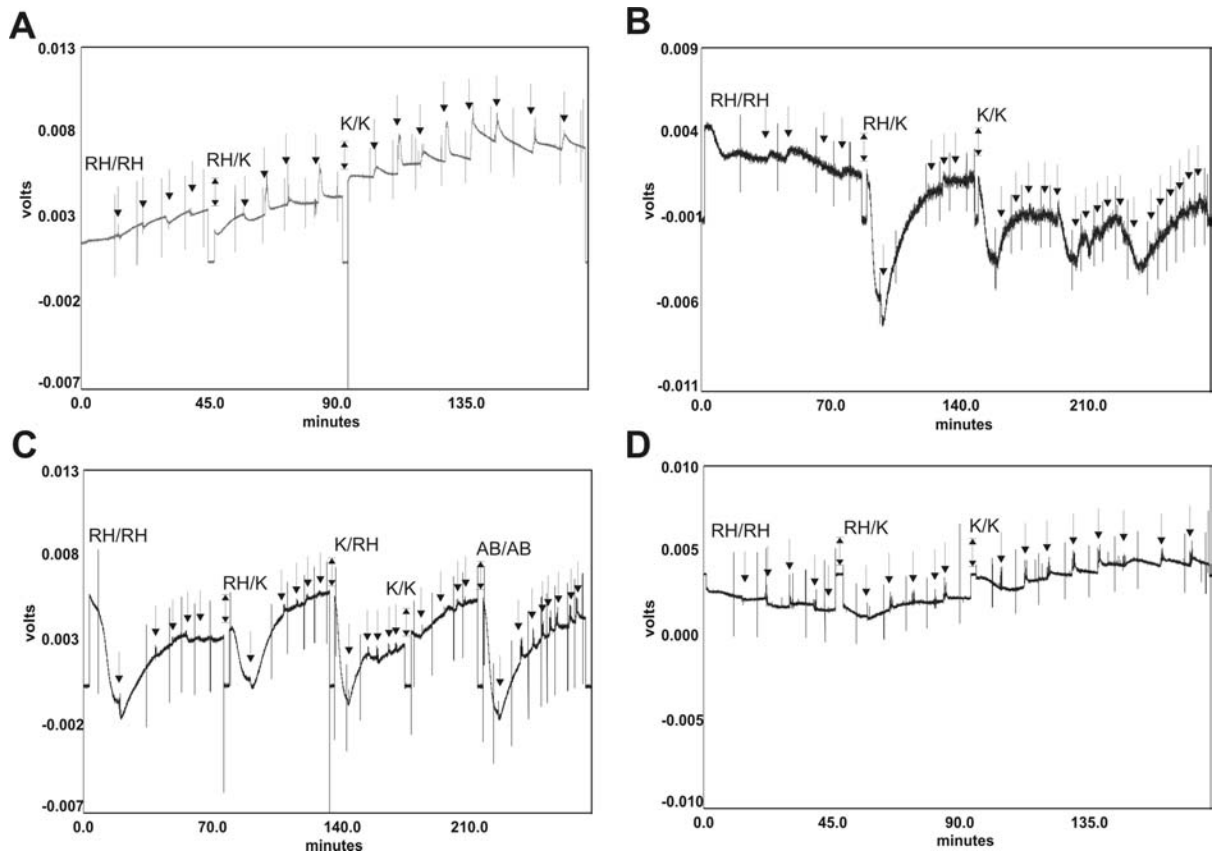 A
0.013
0.008
0.003
-0.002
-0.007
volts
RH/RH
RH/K
K/K
0.0 45.0 90.0 135.0
minutes
B
0.009
0.004
-0.001
-0.006
-0.011
volts
RH/RH
RH/K
K/K
0.0 70.0 140.0 210.0
minutes
C
0.013
0.008
0.003
-0.002
-0.007
volts
RH/RH
RH/K
K/RH
K/K
AB/AB
0.0 70.0 140.0 210.0
minutes
D
0.010
0.005
0.000
-0.005
-0.010
volts
RH/RH
RH/K
K/K
0.0 45.0 90.0 135.0
minutes